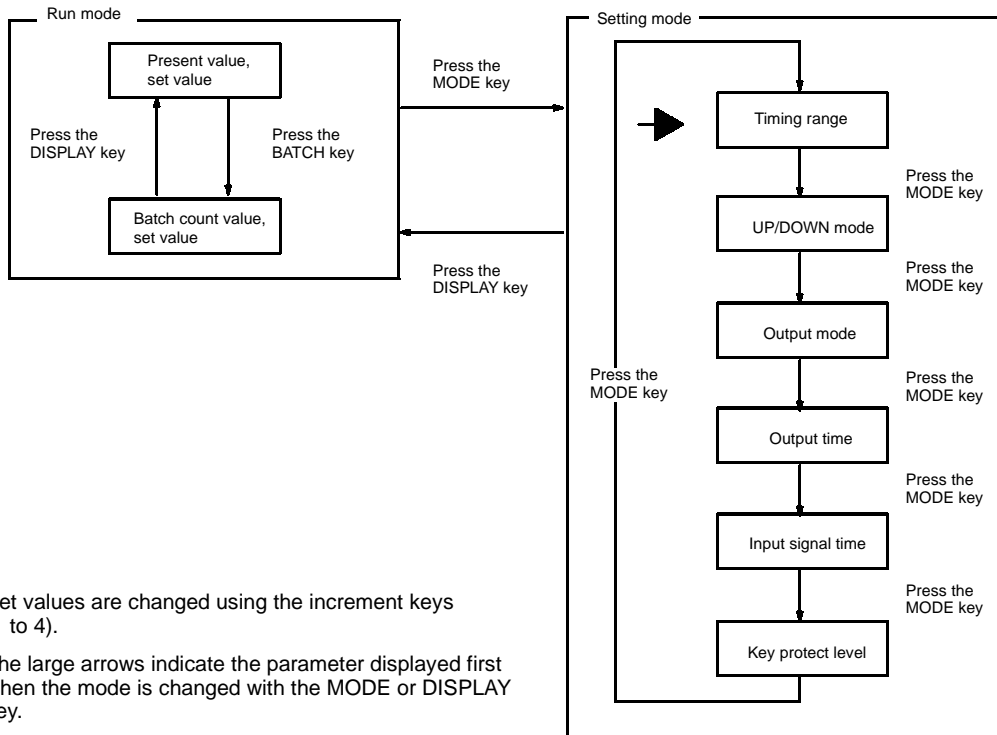 Run mode
Present value,
set value
Press the
DISPLAY key
Press the
BATCH key
Batch count value,
set value
Press the
MODE key
Press the
DISPLAY key
Setting mode
Timing range
Press the
MODE key
UP/DOWN mode
Press the
MODE key
Output mode
Press the
MODE key
Press the
MODE key
Output time
Press the
MODE key
Input signal time
Press the
MODE key
Key protect level
values are changed using the increment keys
to 4).
large arrows indicate the parameter displayed first
the mode is changed with the MODE or DISPLAY